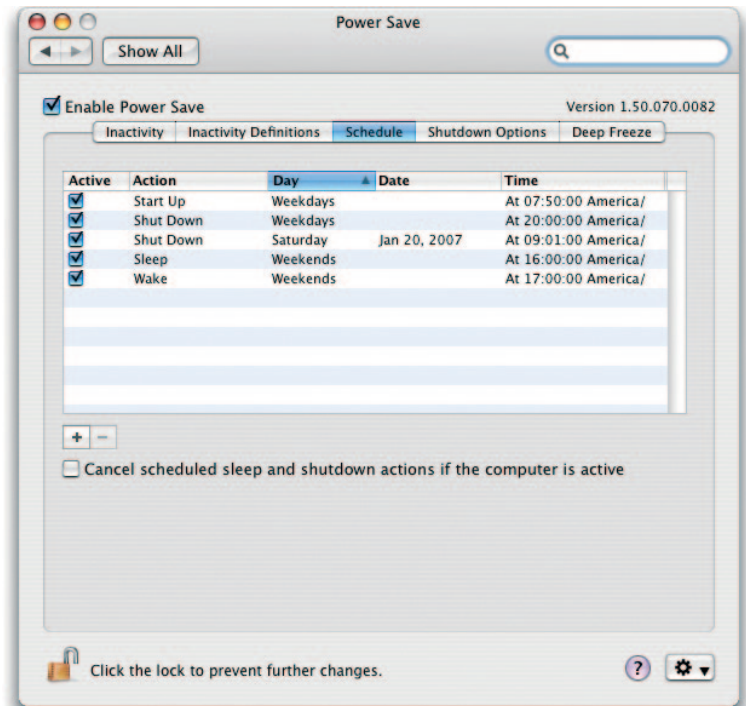 Power Save
Show All
Enable Power Save Version 1.50.070.0082
Inactivity Inactivity Definitions Schedule Shutdown Options Deep Freeze
Active Action Day Date Time
Start Up Weekdays At 07:50:00 America/
Shut Down Weekdays At 20:00:00 America/
Shut Down Saturday Jan 20, 2007 At 09:01:00 America/
Sleep Weekends At 16:00:00 America/
Wake Weekends At 17:00:00 America/
+ −
Cancel scheduled sleep and shutdown actions if the computer is active
Click the lock to prevent further changes. ?